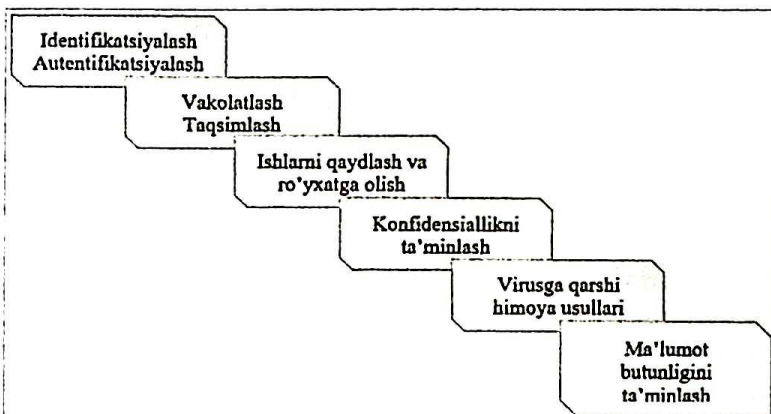 Identifikatsiyalash
Autentifikatsiyalash
Vakolatlash
Taqsimlash
Ishlarni qaydlash va
ro'yxatga olish
Konfidensiallikni
ta'minlash
Virusga qarshi
himoya usullari
Ma'lumot
butunligini
ta'minlash